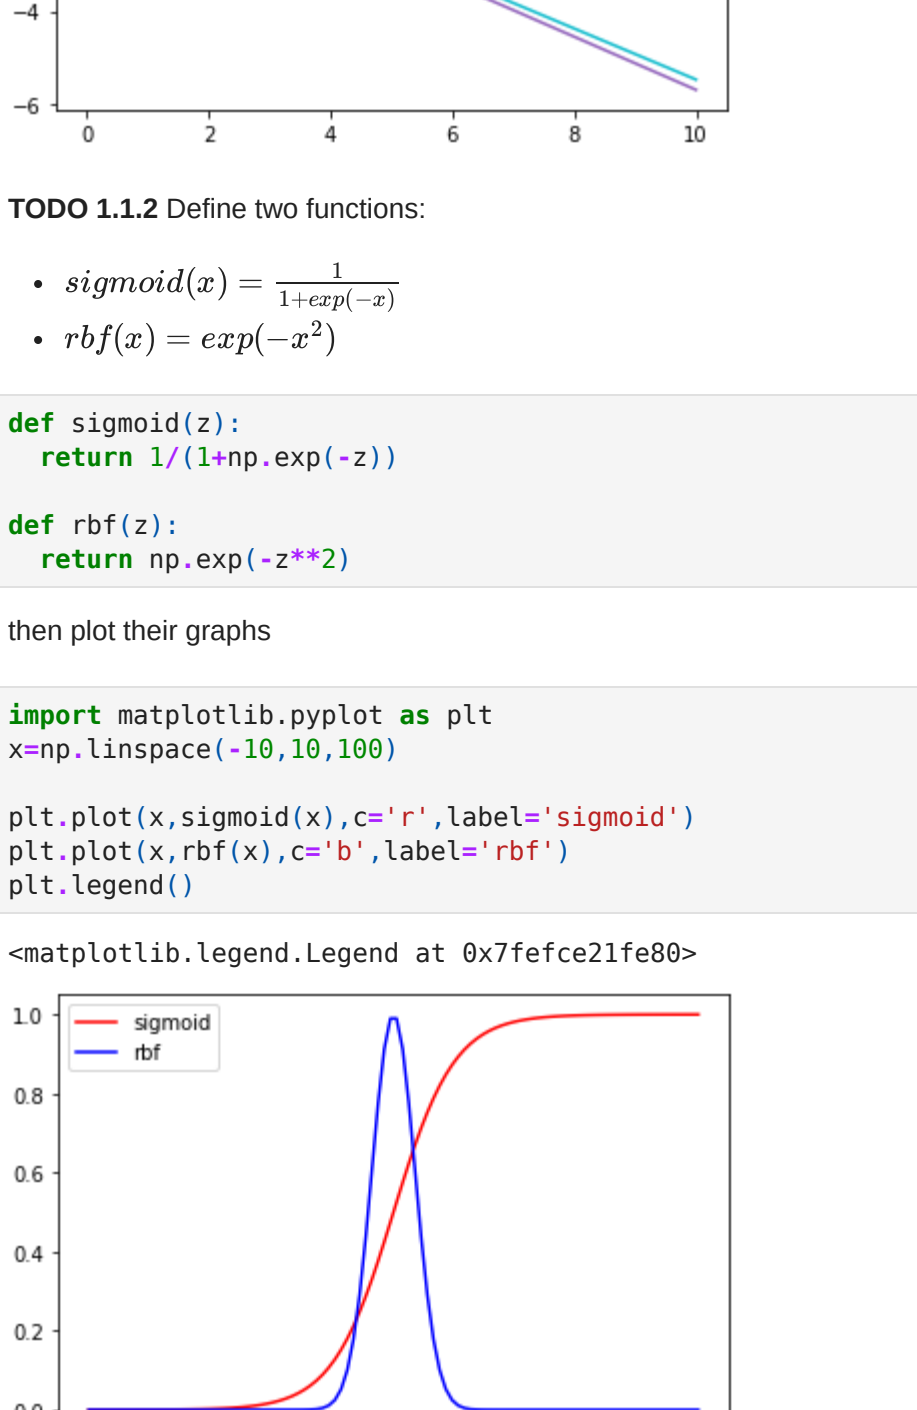 −4
−6
0 2 4 6 8 10
TODO 1.1.2 Define two functions:
• sigmoid(x) = 1/(1+exp(−x))
• rbf(x) = exp(−x²)
def sigmoid(z):
  return 1/(1+np.exp(-z))
def rbf(z):
  return np.exp(-z**2)
then plot their graphs
import matplotlib.pyplot as plt
x=np.linspace(-10,10,100)
plt.plot(x,sigmoid(x),c='r',label='sigmoid')
plt.plot(x,rbf(x),c='b',label='rbf')
plt.legend()
<matplotlib.legend.Legend at 0x7fefce21fe80>
1.0
sigmoid
rbf
0.8
0.6
0.4
0.2
0.0